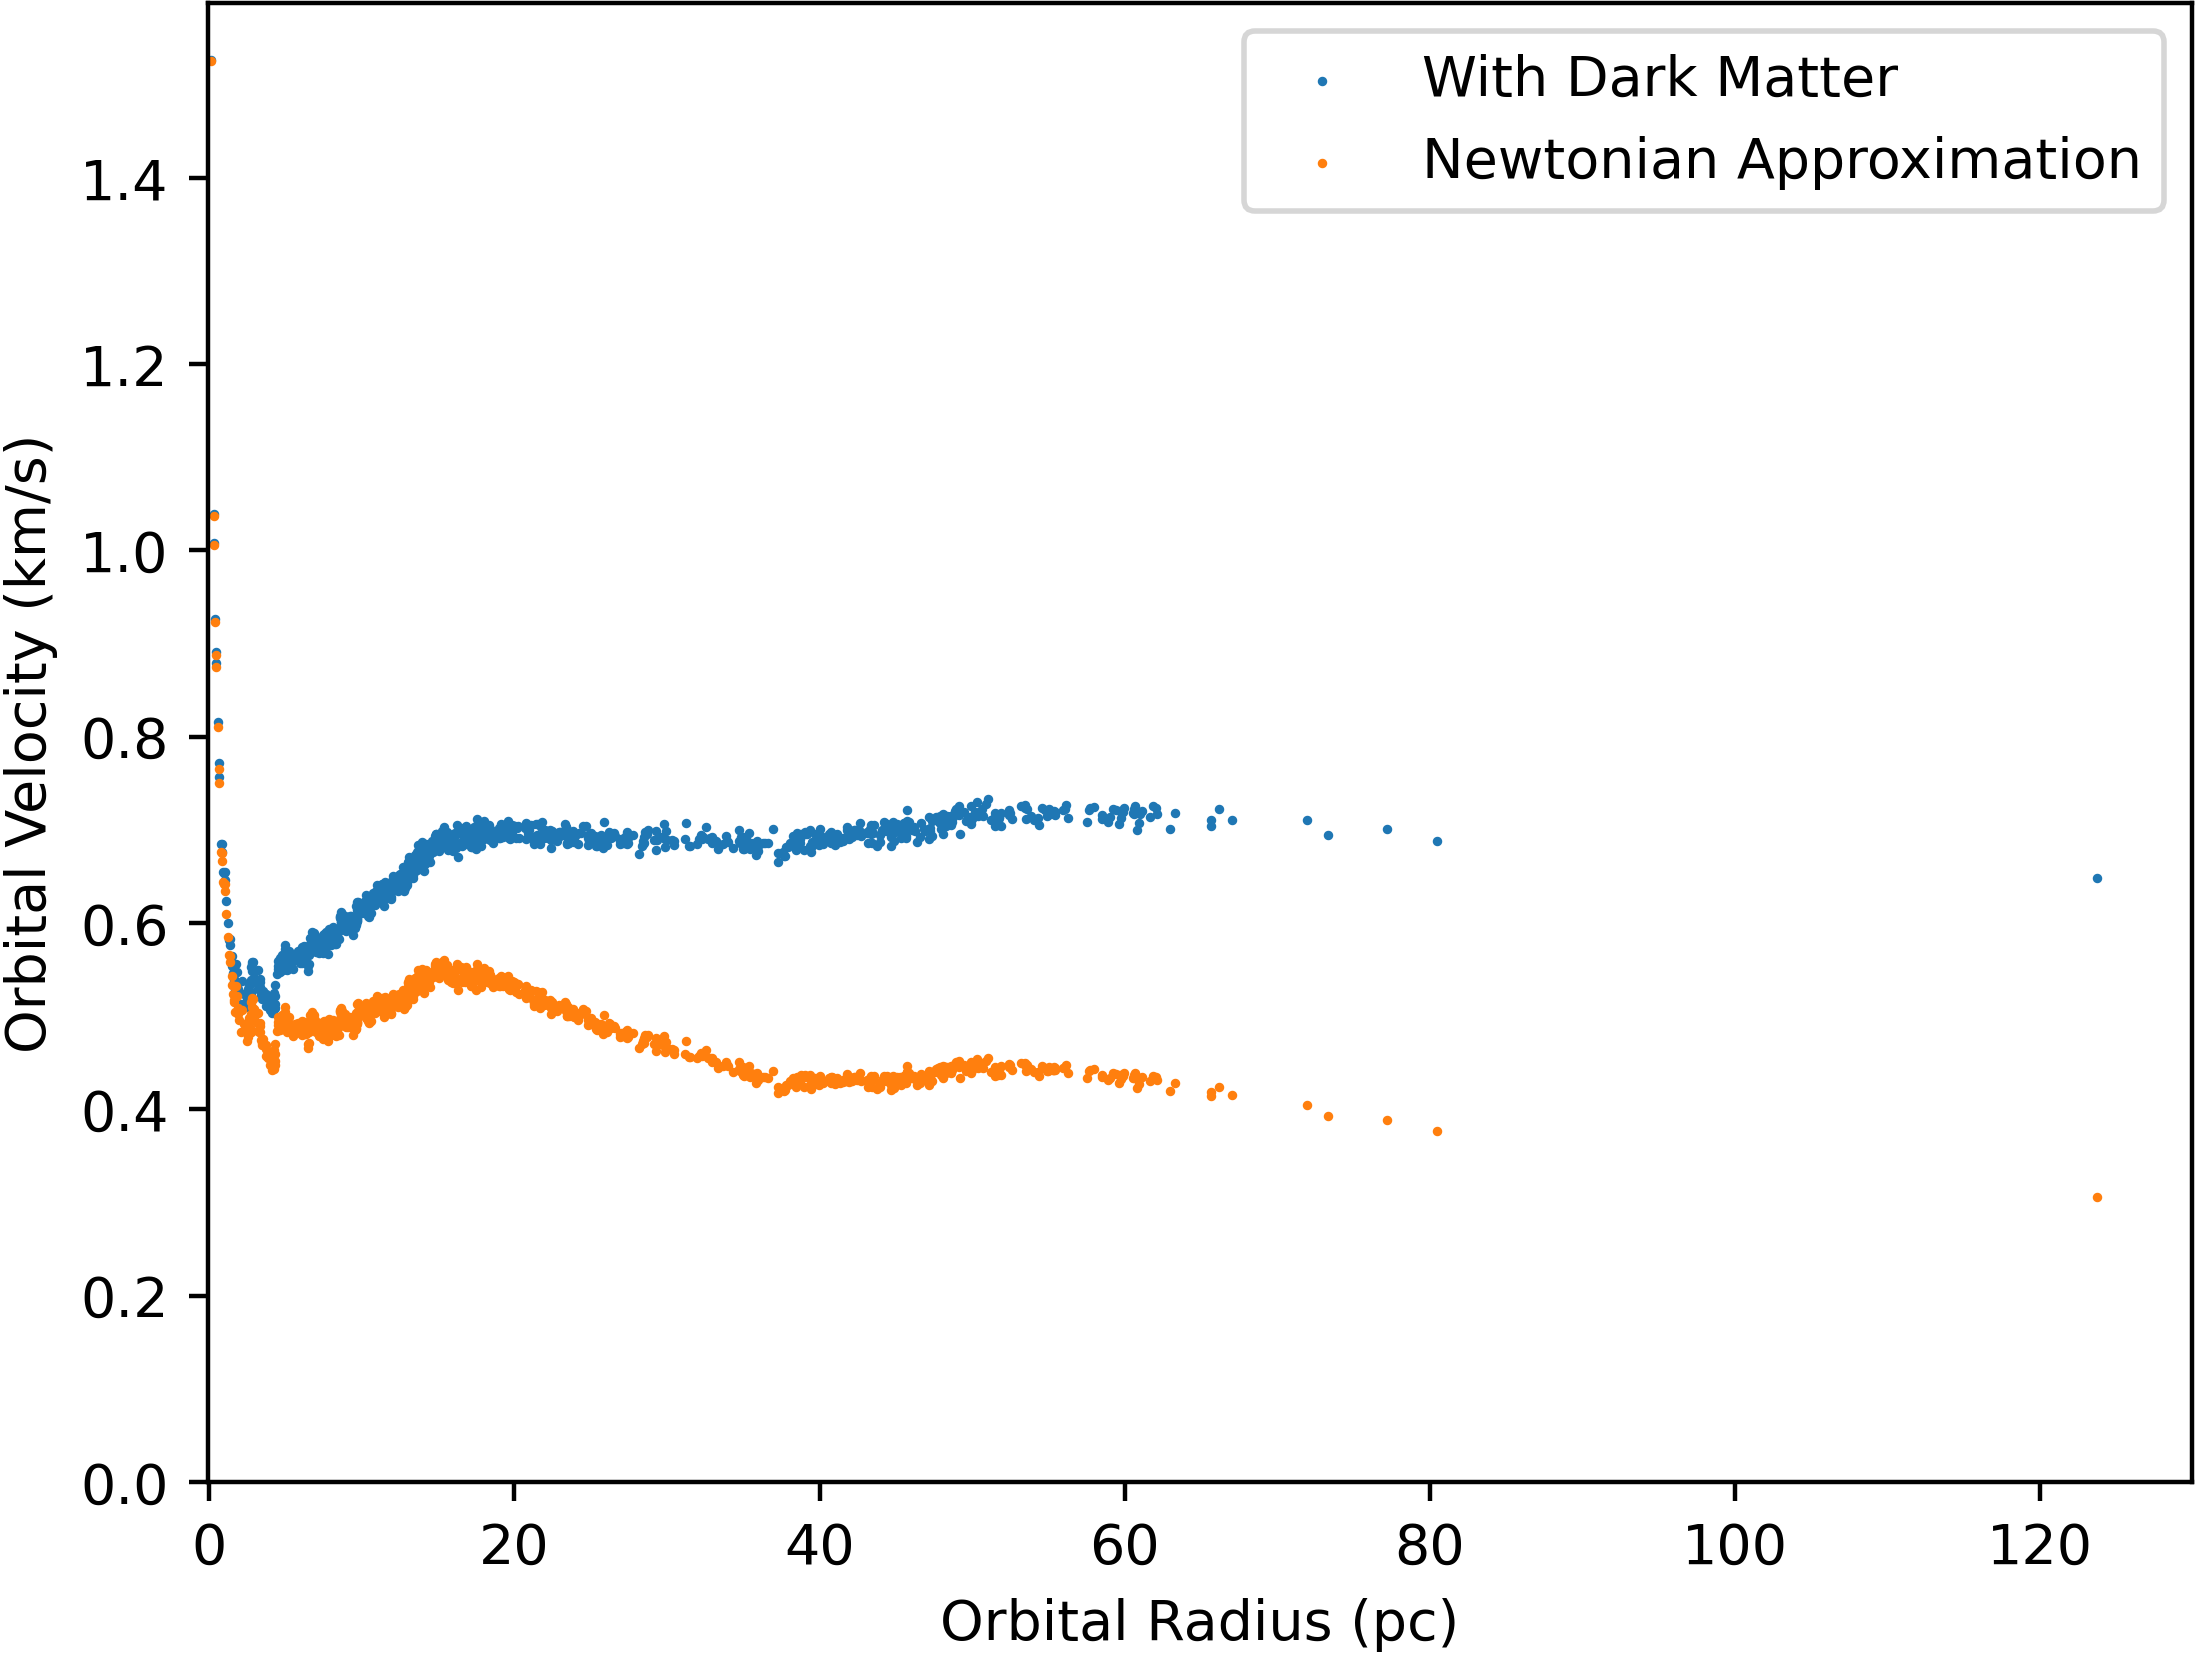 With Dark Matter
Newtonian Approximation
1.4
1.2
1.0
0.8
0.6
0.4
0.2
0.0
Orbital Velocity (km/s)
0 20 40 60 80 100 120
Orbital Radius (pc)